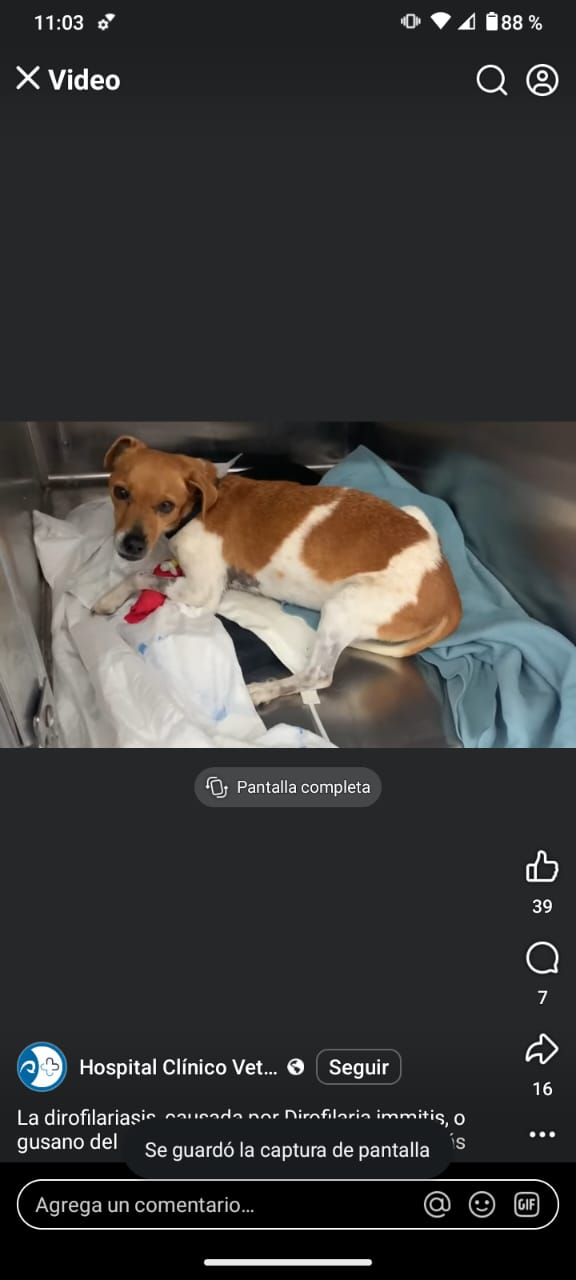 11:03
88 %
Video
Pantalla completa
39
7
16
Hospital Clínico Vet...
Seguir
La dirofilariasis, causada por Dirofilaria immitis, o
gusano del
Se guardó la captura de pantalla
Agrega un comentario...
GIF